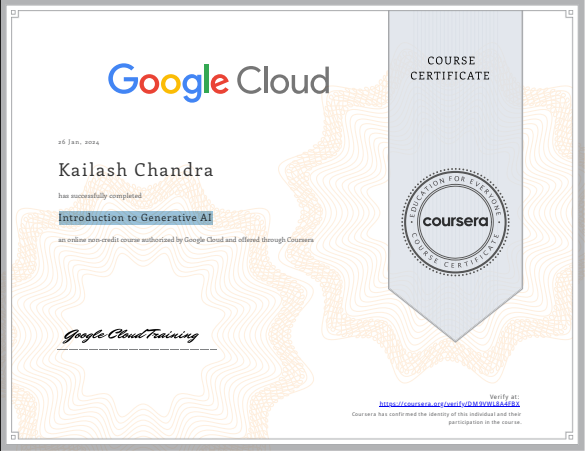 Google Cloud
COURSE
CERTIFICATE
26 Jan, 2024
Kailash Chandra
has successfully completed
Introduction to Generative AI
an online non-credit course authorized by Google Cloud and offered through Coursera
EDUCATION FOR EVERYONE
coursera
COURSE CERTIFICATE
Google Cloud Training
Verify at:
https://coursera.org/verify/DM9VWL8A4FBX
Coursera has confirmed the identity of this individual and their
participation in the course.